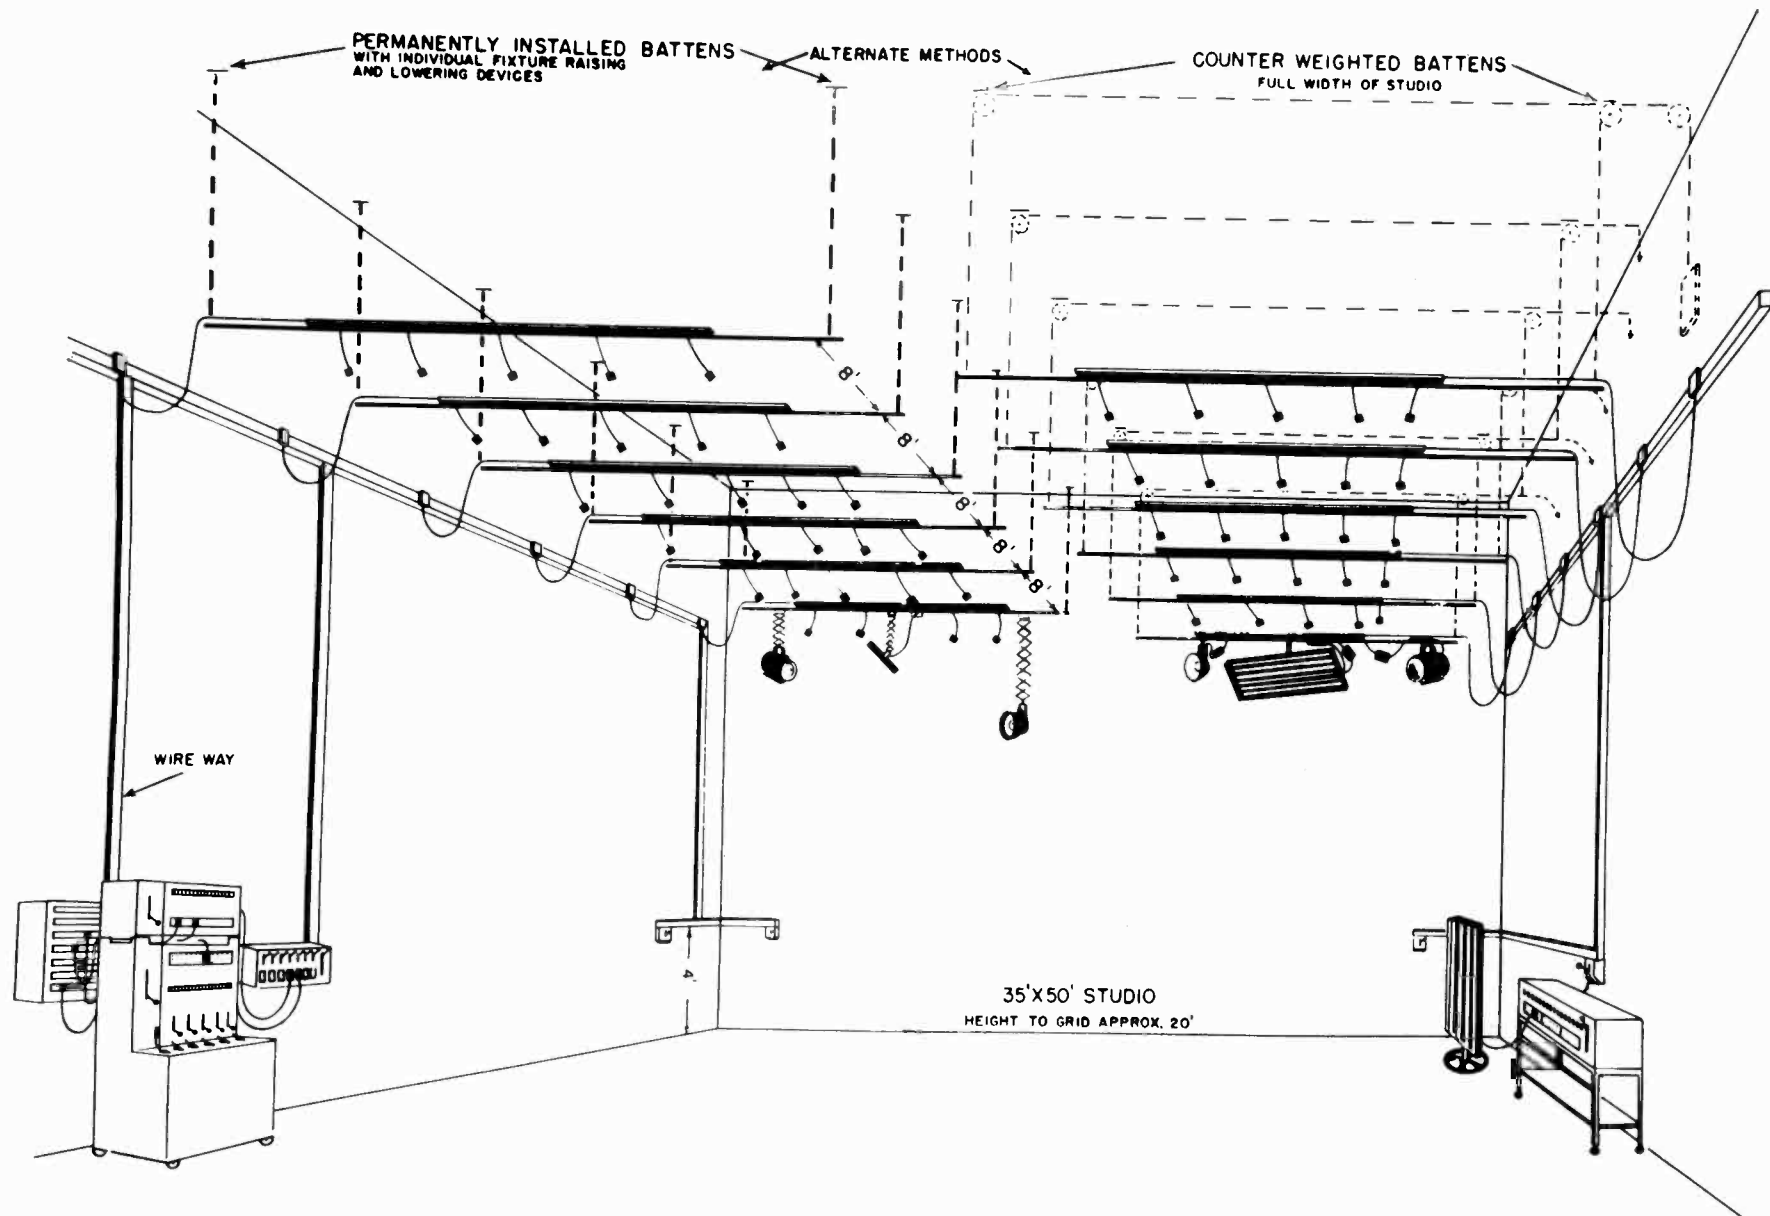 PERMANENTLY INSTALLED BATTENS
WITH INDIVIDUAL FIXTURE RAISING
AND LOWERING DEVICES
ALTERNATE METHODS
COUNTER WEIGHTED BATTENS
FULL WIDTH OF STUDIO
8'
8'
8'
8'
8'
WIRE WAY
4'
35'X50' STUDIO
HEIGHT TO GRID APPROX. 20'